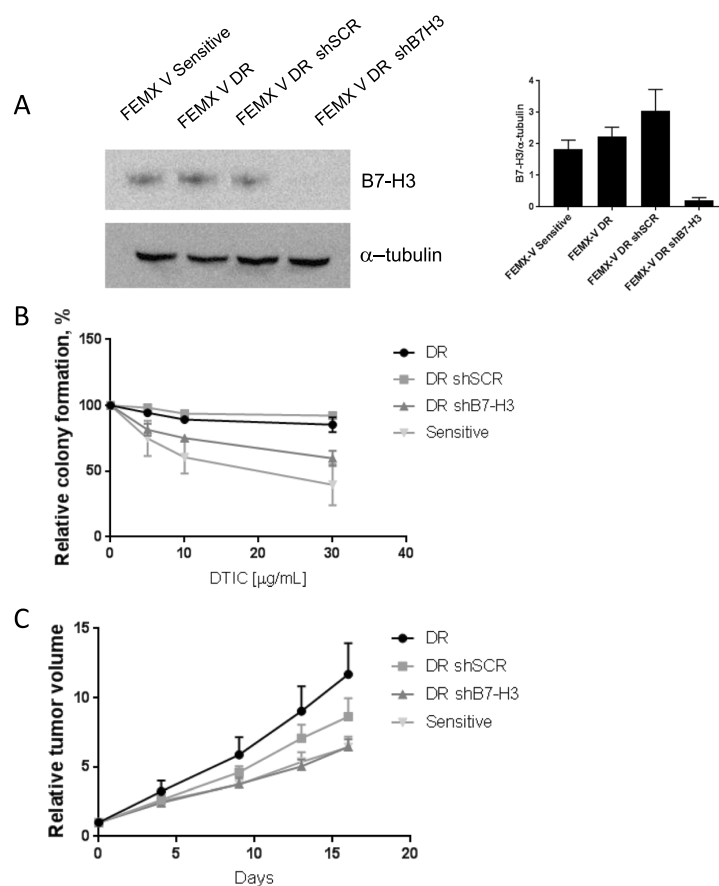 A
FEMX V Sensitive
FEMX V DR
FEMX V DR shSCR
FEMX V DR shB7H3
B7-H3
α–tubulin
B7-H3/α-tubulin
4
3
2
1
0
FEMX-V Sensitive
FEMX-V DR
FEMX-V DR shSCR
FEMX-V DR shB7-H3
B
Relative colony formation, %
150
100
50
0
0 10 20 30 40
DTIC [µg/mL]
DR
DR shSCR
DR shB7-H3
Sensitive
C
Relative tumor volume
15
10
5
0
0 5 10 15 20
Days
DR
DR shSCR
DR shB7-H3
Sensitive